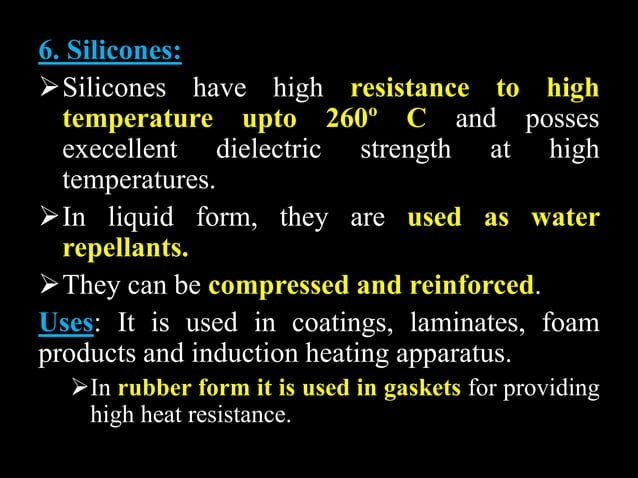 6. Silicones:
➢Silicones have high resistance to high
temperature upto 260º C and posses
execellent dielectric strength at high
temperatures.
➢In liquid form, they are used as water
repellants.
➢They can be compressed and reinforced.
Uses: It is used in coatings, laminates, foam
products and induction heating apparatus.
➢In rubber form it is used in gaskets for providing
high heat resistance.